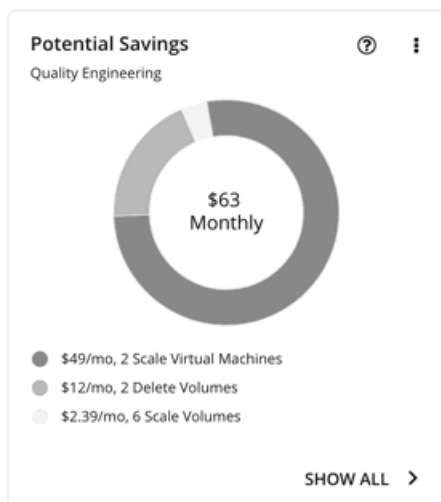 Potential Savings
Quality Engineering
$63
Monthly
$49/mo, 2 Scale Virtual Machines
$12/mo, 2 Delete Volumes
$2.39/mo, 6 Scale Volumes
SHOW ALL